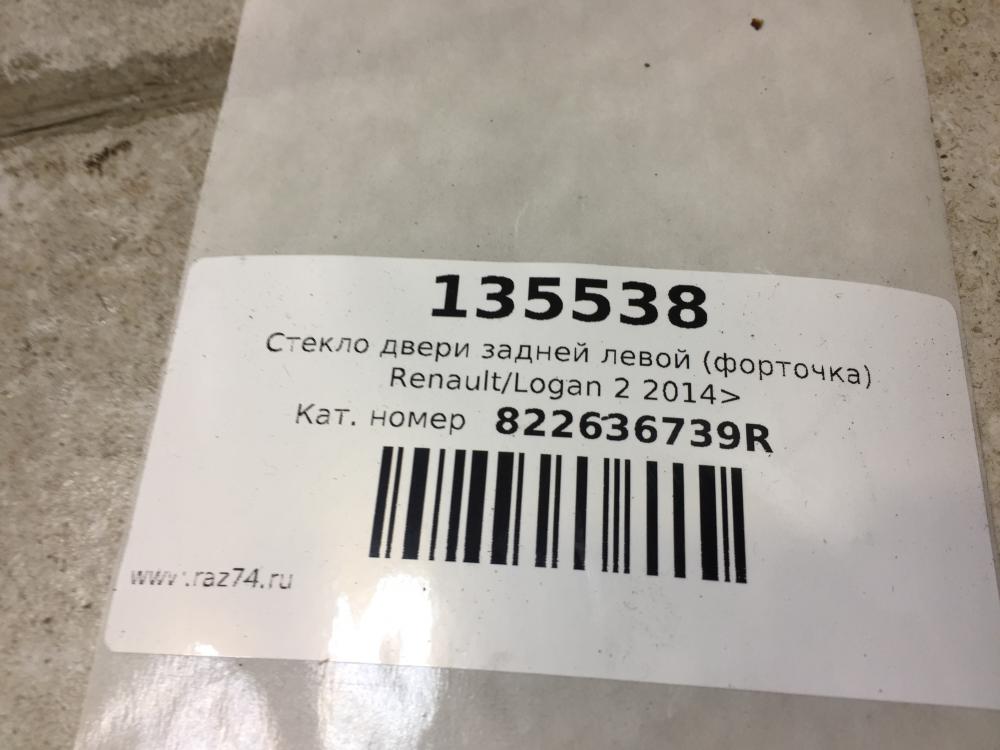 135538
Стекло двери задней левой (форточка)
Renault/Logan 2 2014>
Кат. номер 822636739R
www.raz74.ru